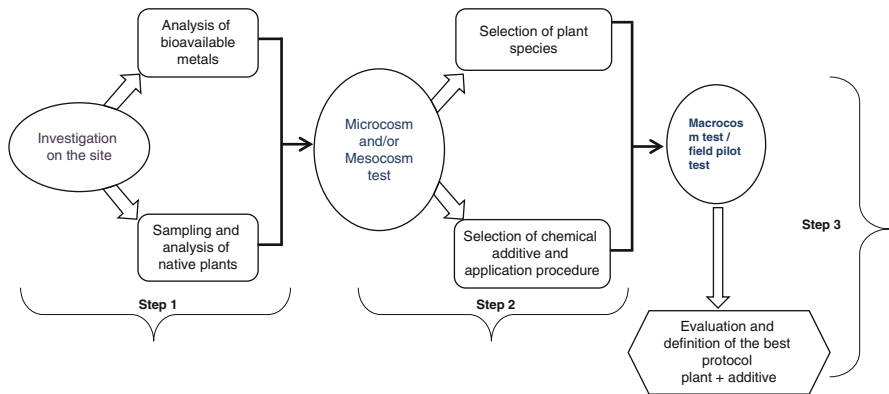 Analysis of
bioavailable
metals
Investigation
on the site
Sampling and
analysis of
native plants
Step 1
Microcosm
and/or
Mesocosm
test
Selection of plant
species
Selection of chemical
additive and
application procedure
Step 2
Macrocos
m test /
field pilot
test
Step 3
Evaluation and
definition of the best
protocol
plant + additive